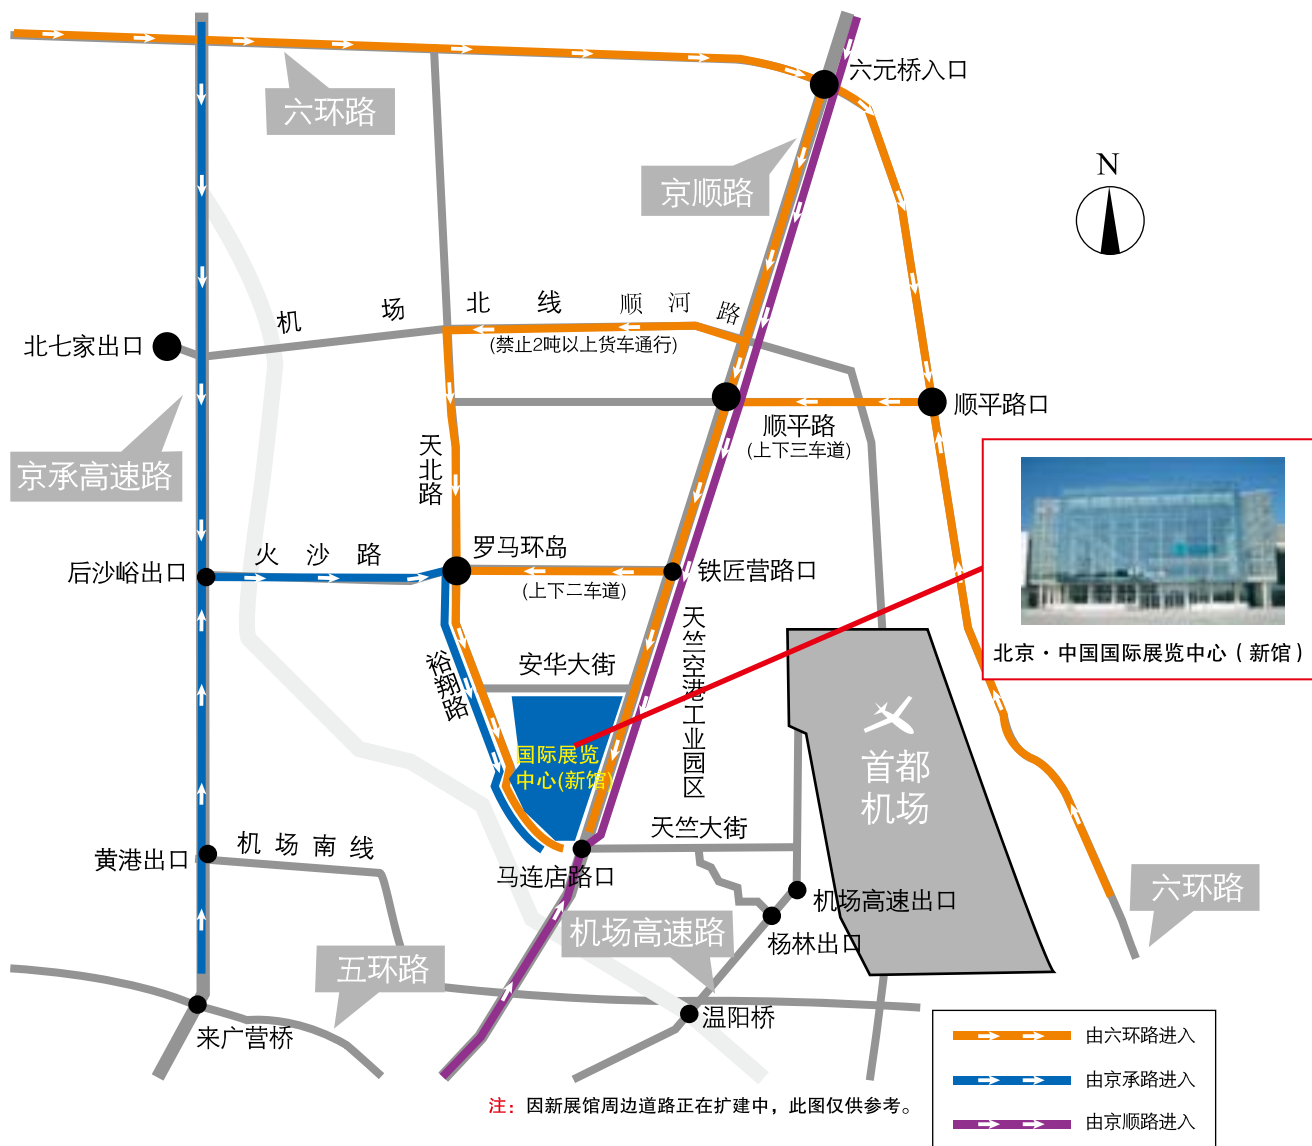 六元桥入口
六环路
N
京顺路
机场北线
顺河路
北七家出口
(禁止2吨以上货车通行)
顺平路口
顺平路
(上下三车道)
天北路
京承高速路
火沙路
罗马环岛
后沙峪出口
铁匠营路口
(上下二车道)
天竺空港工业园区
北京·中国国际展览中心（新馆）
安华大街
裕翔路
国际展览
中心(新馆)
首都
机场
天竺大街
机场南线
黄港出口
马连店路口
六环路
机场高速出口
机场高速路
杨林出口
五环路
温阳桥
来广营桥
由六环路进入
由京承路进入
由京顺路进入
注：因新展馆周边道路正在扩建中，此图仅供参考。